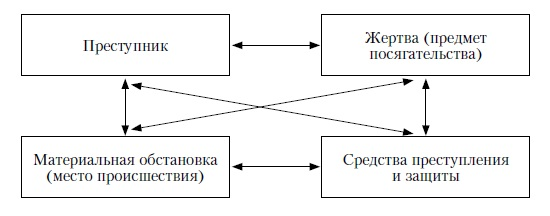 Преступник
Жертва (предмет
посягательства)
Материальная обстановка
(место происшествия)
Средства преступления
и защиты